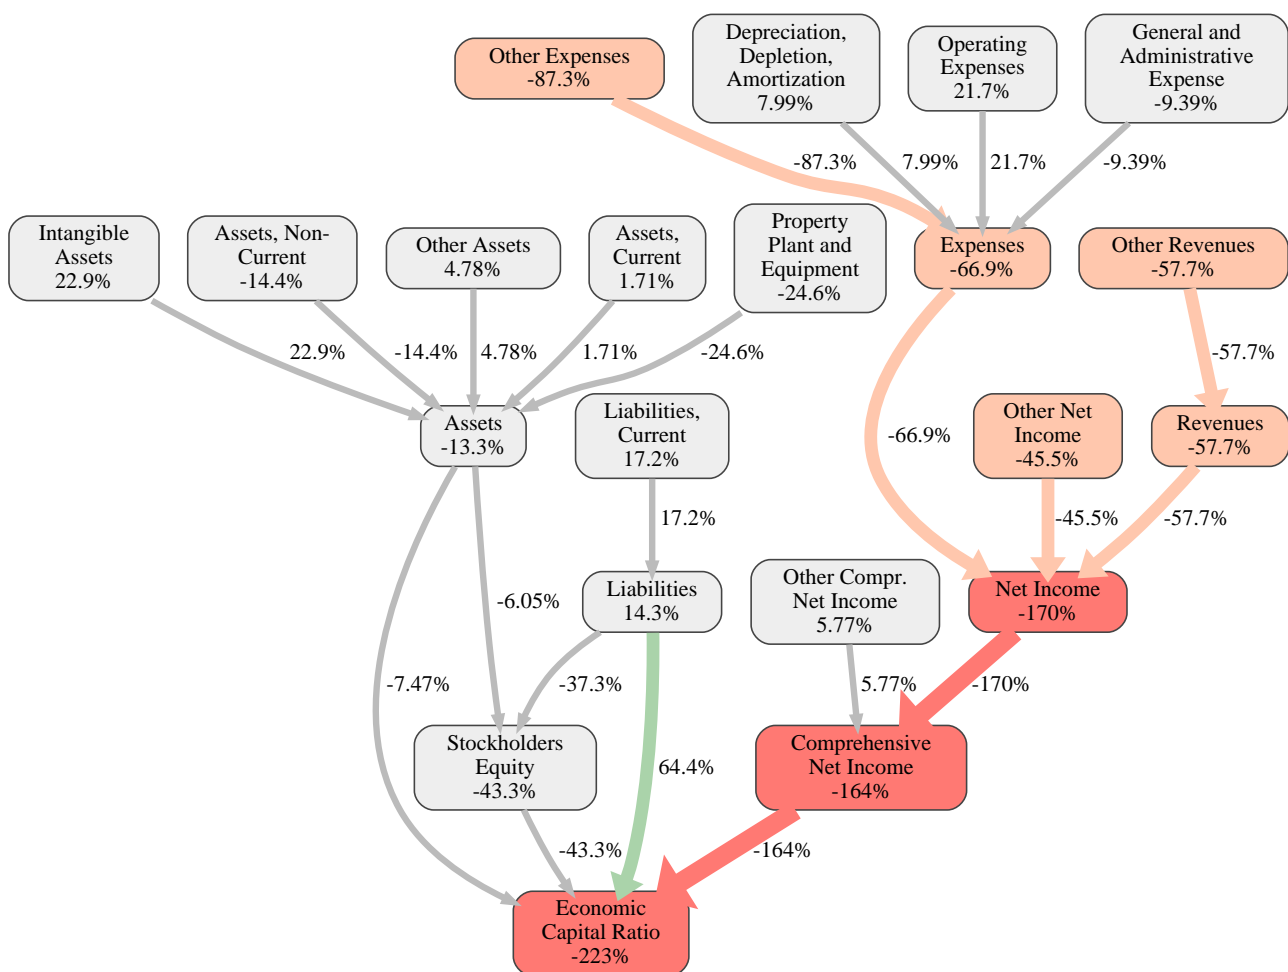 Other Expenses
-87.3%
Depreciation,
Depletion,
Amortization
7.99%
Operating
Expenses
21.7%
General and
Administrative
Expense
-9.39%
-87.3%
7.99%
21.7%
-9.39%
Intangible
Assets
22.9%
Assets, Non-
Current
-14.4%
Other Assets
4.78%
Assets,
Current
1.71%
Property
Plant and
Equipment
-24.6%
Expenses
-66.9%
Other Revenues
-57.7%
22.9%
-14.4%
4.78%
1.71%
-24.6%
-57.7%
Assets
-13.3%
Liabilities,
Current
17.2%
-66.9%
Other Net
Income
-45.5%
Revenues
-57.7%
17.2%
-45.5%
-57.7%
Liabilities
14.3%
Other Compr.
Net Income
5.77%
Net Income
-170%
-6.05%
-7.47%
-37.3%
5.77%
-170%
Stockholders
Equity
-43.3%
64.4%
Comprehensive
Net Income
-164%
-43.3%
-164%
Economic
Capital Ratio
-223%